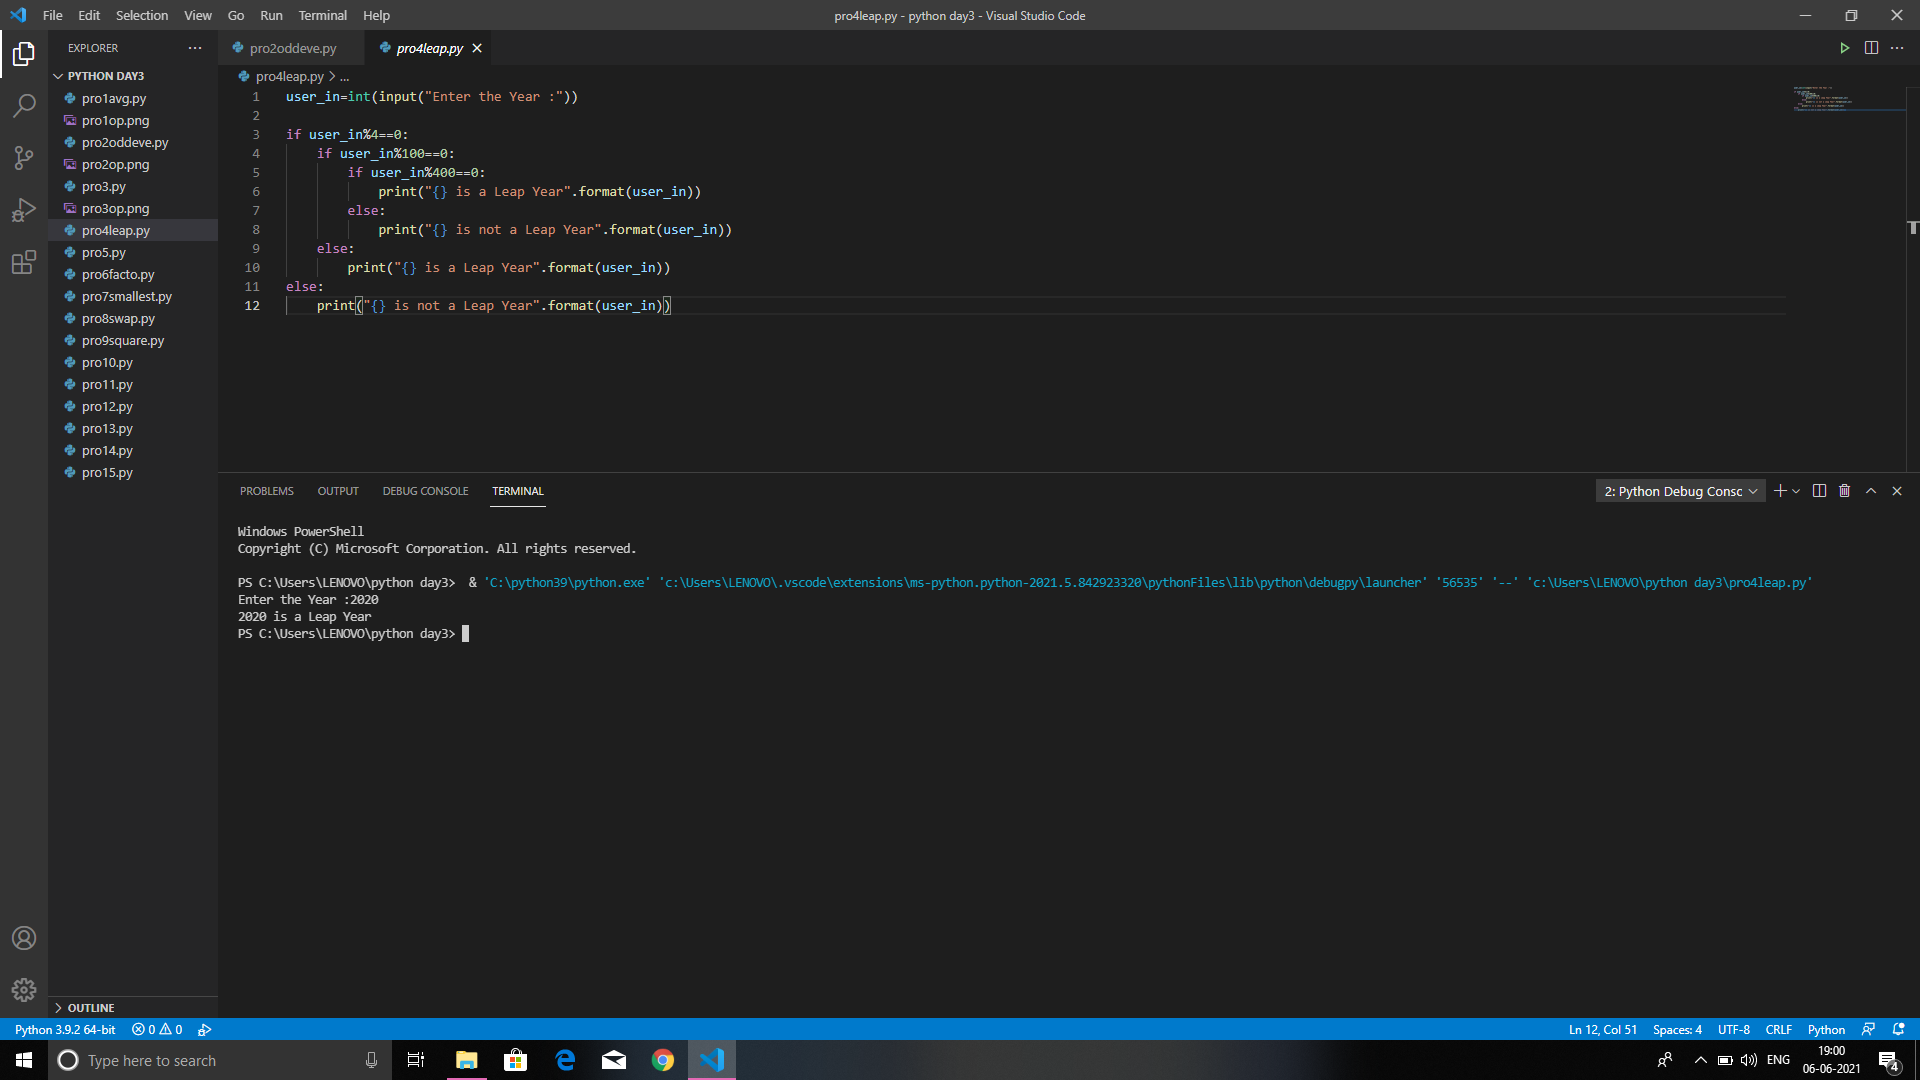 File Edit Selection View Go Run Terminal Help
pro4leap.py - python day3 - Visual Studio Code
EXPLORER
PYTHON DAY3
pro1avg.py
pro1op.png
pro2oddeve.py
pro2op.png
pro3.py
pro3op.png
pro4leap.py
pro5.py
pro6facto.py
pro7smallest.py
pro8swap.py
pro9square.py
pro10.py
pro11.py
pro12.py
pro13.py
pro14.py
pro15.py
OUTLINE
pro2oddeve.py pro4leap.py
pro4leap.py > ...
1 user_in=int(input("Enter the Year :"))
2
3 if user_in%4==0:
4 if user_in%100==0:
5 if user_in%400==0:
6 print("{} is a Leap Year".format(user_in))
7 else:
8 print("{} is not a Leap Year".format(user_in))
9 else:
10 print("{} is a Leap Year".format(user_in))
11 else:
12 print("{} is not a Leap Year".format(user_in))
PROBLEMS OUTPUT DEBUG CONSOLE TERMINAL
2: Python Debug Consc
Windows PowerShell
Copyright (C) Microsoft Corporation. All rights reserved.
PS C:\Users\LENOVO\python day3> & 'C:\python39\python.exe' 'c:\Users\LENOVO\.vscode\extensions\ms-python.python-2021.5.842923320\pythonFiles\lib\python\debugpy\launcher' '56535' '--' 'c:\Users\LENOVO\python day3\pro4leap.py'
Enter the Year :2020
2020 is a Leap Year
PS C:\Users\LENOVO\python day3>
Python 3.9.2 64-bit 0 0
Ln 12, Col 51 Spaces: 4 UTF-8 CRLF Python
Type here to search
ENG
19:00
06-06-2021
4